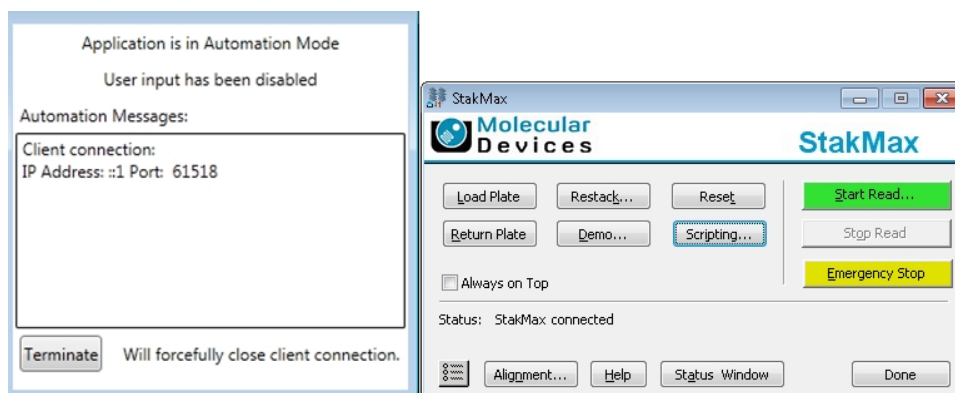 Application is in Automation Mode
User input has been disabled
Automation Messages:
Client connection:
IP Address: ::1 Port: 61518
Terminate
Will forcefully close client connection.
StakMax
Molecular
Devices
StakMax
Load Plate
Restack...
Reset
Start Read...
Return Plate
Demo...
Scripting...
Stop Read
Always on Top
Emergency Stop
Status: StakMax connected
Alignment...
Help
Status Window
Done